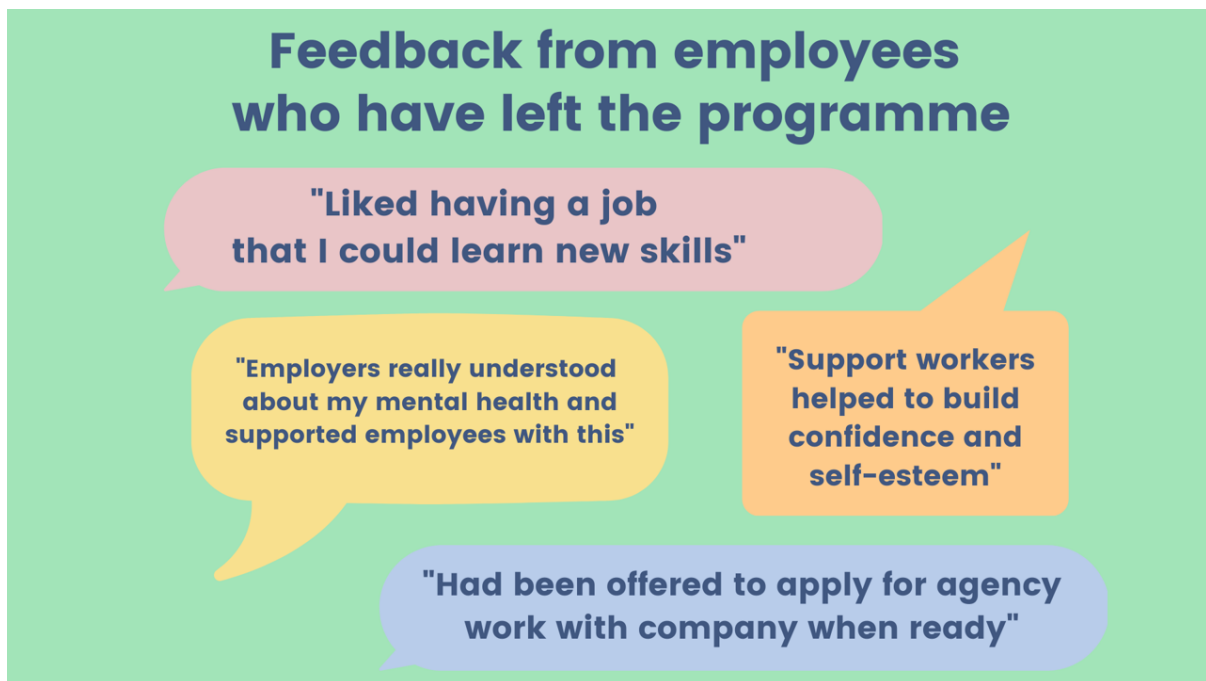 Feedback from employees
who have left the programme
"Liked having a job
that I could learn new skills"
"Employers really understood
about my mental health and
supported employees with this"
"Support workers
helped to build
confidence and
self-esteem"
"Had been offered to apply for agency
work with company when ready"